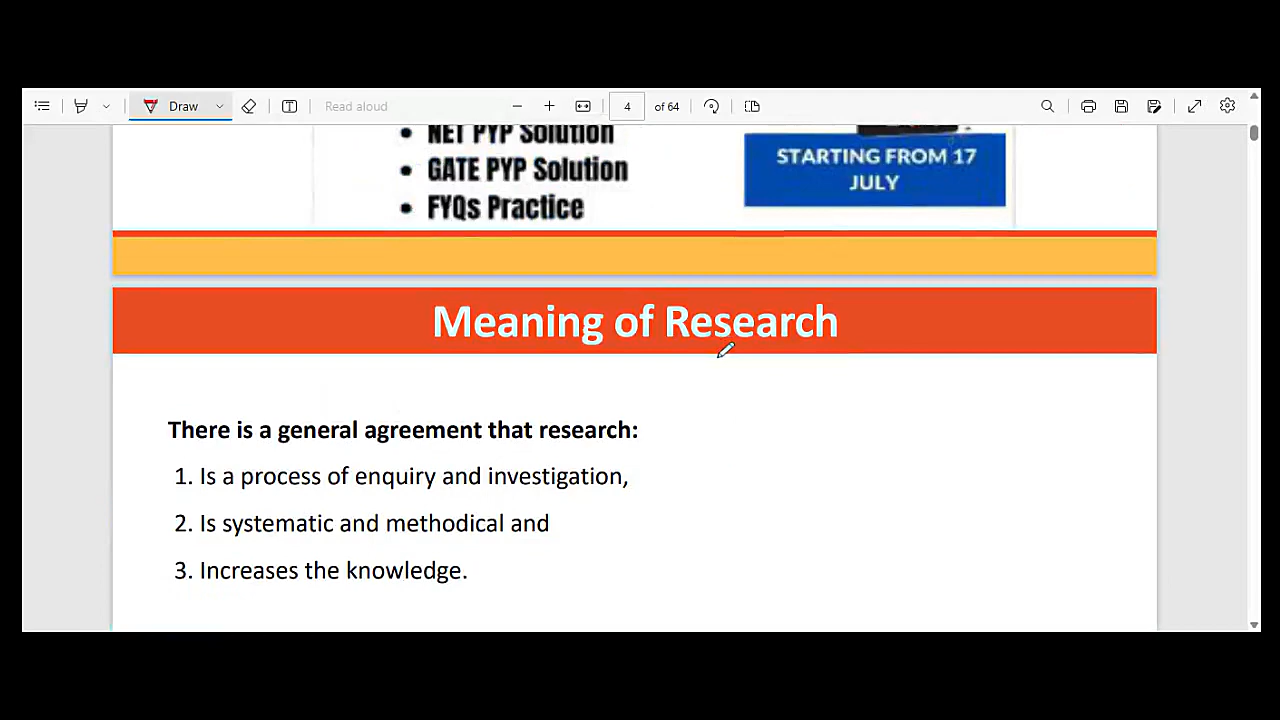 Draw
Read aloud
4
of 64
NET PYP Solution
GATE PYP Solution
FYQs Practice
STARTING FROM 17
JULY
Meaning of Research
There is a general agreement that research:
1. Is a process of enquiry and investigation,
2. Is systematic and methodical and
3. Increases the knowledge.